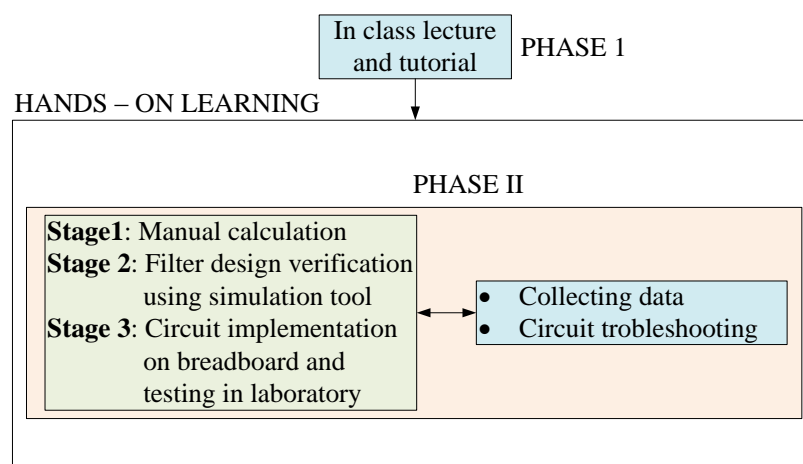 In class lecture
and tutorial
PHASE 1
HANDS – ON LEARNING
PHASE II
Stage1: Manual calculation
Stage 2: Filter design verification
using simulation tool
Stage 3: Circuit implementation
on breadboard and
testing in laboratory
• Collecting data
• Circuit trobleshooting